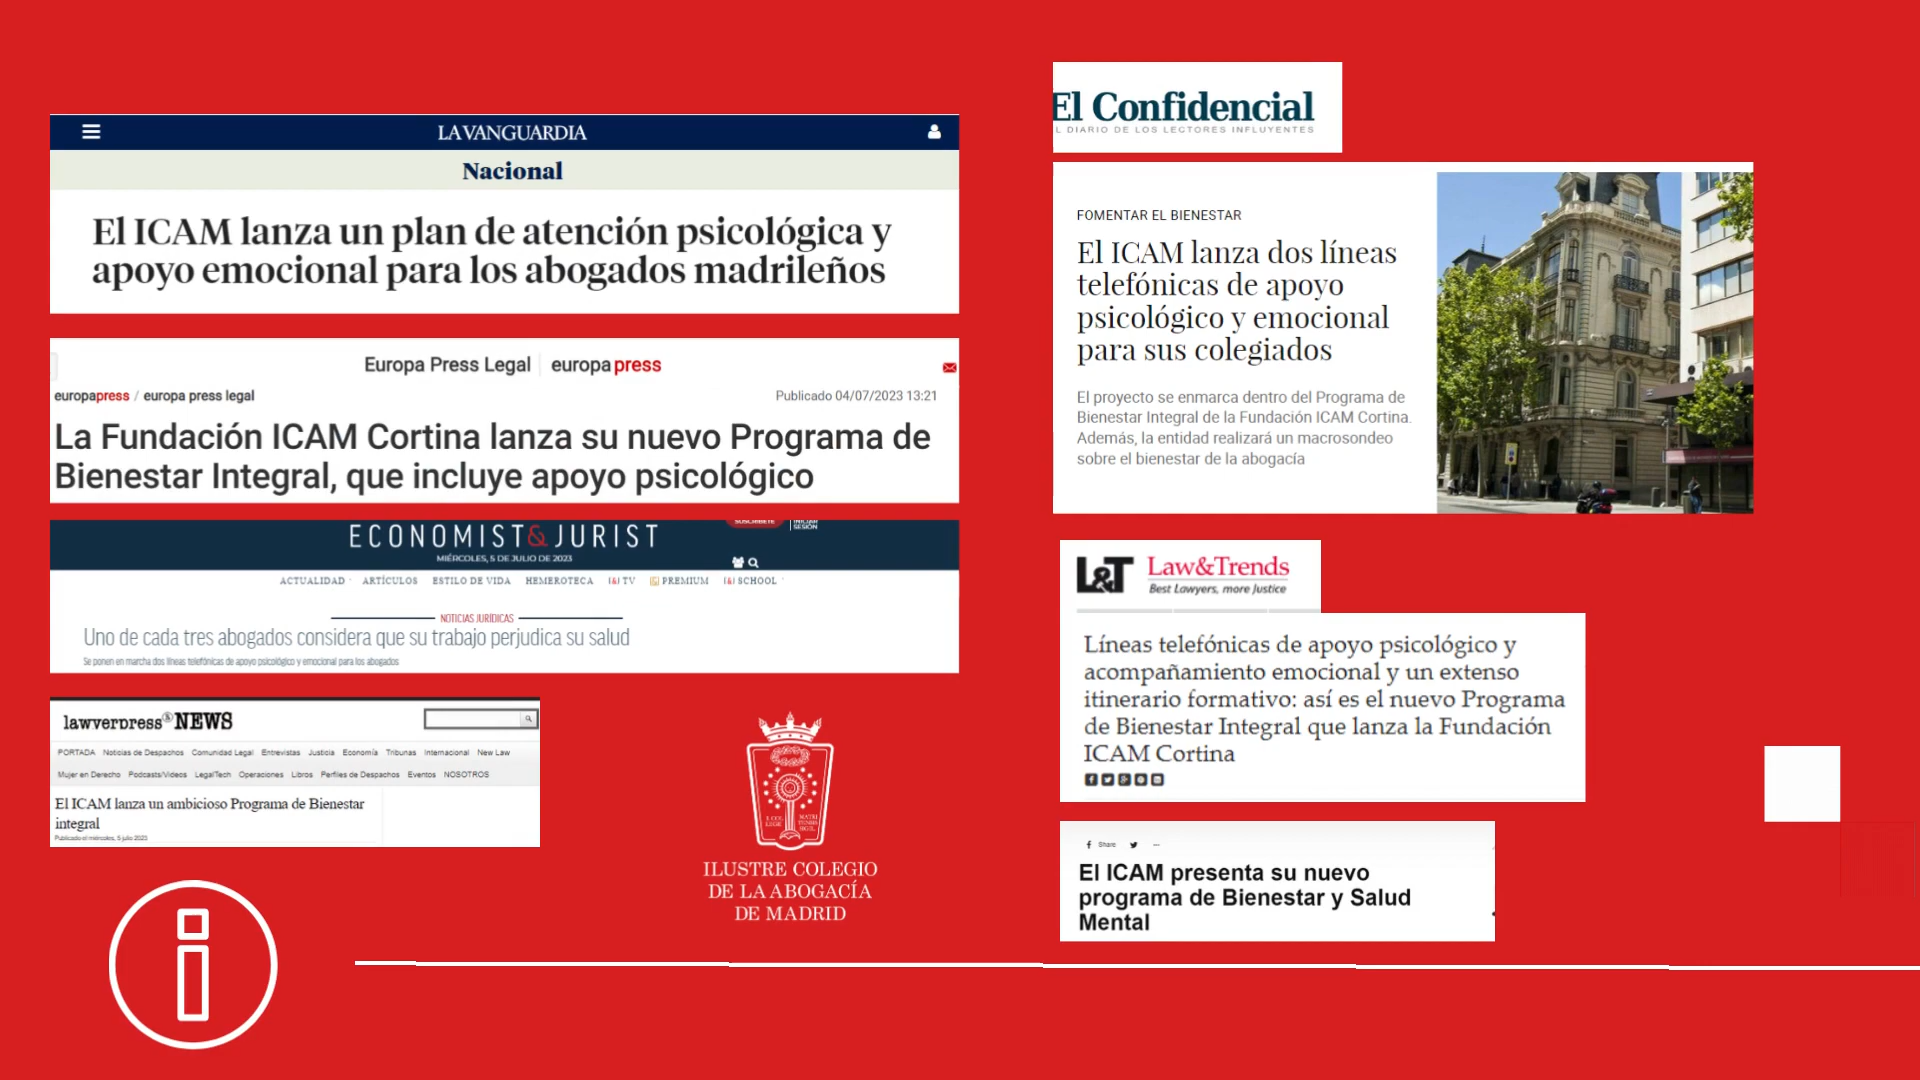 LA VANGUARDIA
Nacional
El ICAM lanza un plan de atención psicológica y
apoyo emocional para los abogados madrileños
Europa Press Legal
europapress
europapress / europa press legal
Publicado 04/07/2023 13:21
La Fundación ICAM Cortina lanza su nuevo Programa de
Bienestar Integral, que incluye apoyo psicológico
SUSCRÍBETE
INICIAR
SESIÓN
ECONOMIST&JURIST
MIÉRCOLES, 5 DE JULIO DE 2023
ACTUALIDAD ARTÍCULOS ESTILO DE VIDA HEMEROTECA E&J TV PREMIUM E&J SCHOOL
NOTICIAS JURÍDICAS
Uno de cada tres abogados considera que su trabajo perjudica su salud
Se ponen en marcha dos líneas telefónicas de apoyo psicológico y emocional para los abogados
lawyerpress® NEWS
PORTADA Noticias de Despachos Comunidad Legal Entrevistas Justicia Economía Tribunas Internacional New Law
Mujer en Derecho Podcasts/Videos LegalTech Operaciones Libros Perfiles de Despachos Eventos NOSOTROS
El ICAM lanza un ambicioso Programa de Bienestar
integral
Publicado el miércoles, 5 julio 2023
ILUSTRE COLEGIO
DE LA ABOGACÍA
DE MADRID
El Confidencial
L DIARIO DE LOS LECTORES INFLUYENTES
FOMENTAR EL BIENESTAR
El ICAM lanza dos líneas
telefónicas de apoyo
psicológico y emocional
para sus colegiados
El proyecto se enmarca dentro del Programa de
Bienestar Integral de la Fundación ICAM Cortina.
Además, la entidad realizará un macrosondeo
sobre el bienestar de la abogacía
L&T
Law&Trends
Best Lawyers, more Justice
Líneas telefónicas de apoyo psicológico y
acompañamiento emocional y un extenso
itinerario formativo: así es el nuevo Programa
de Bienestar Integral que lanza la Fundación
ICAM Cortina
Share
El ICAM presenta su nuevo
programa de Bienestar y Salud
Mental